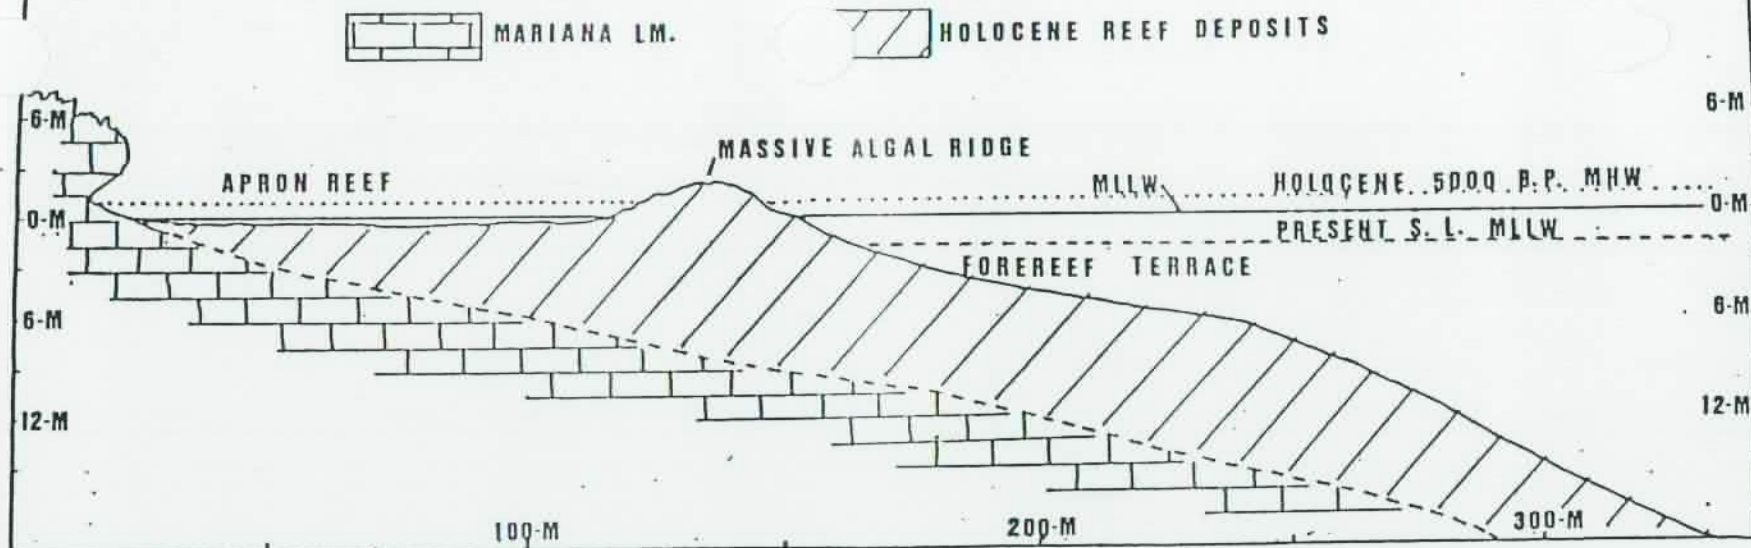 MARIANA LM.
HOLOCENE REEF DEPOSITS
6-M
6-M
MASSIVE ALGAL RIDGE
APRON REEF
MLLW
HOLOCENE 5000 B.P. MHW
0-M
0-M
PRESENT S.L. MLLW
FOREREEF TERRACE
6-M
6-M
12-M
12-M
100-M
200-M
300-M